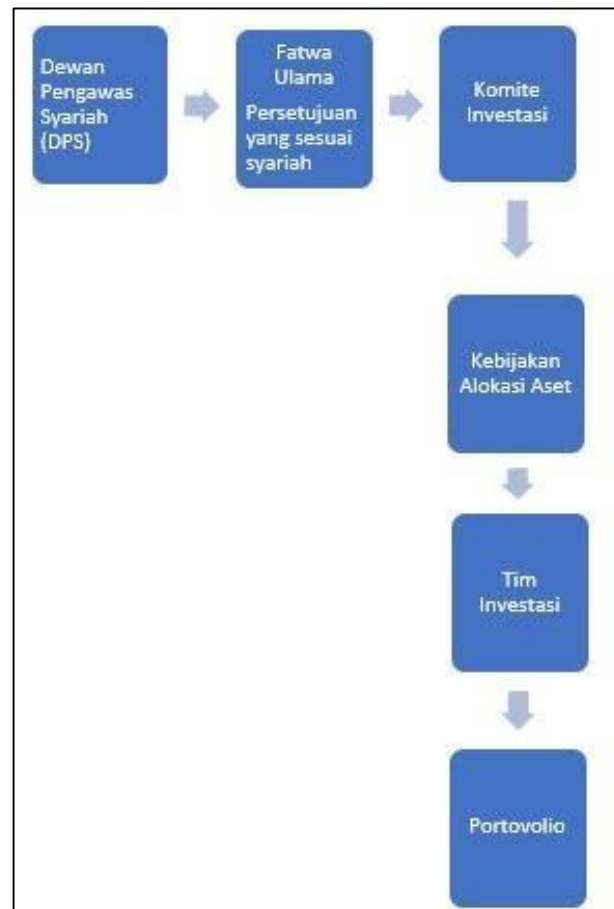 Dewan
Pengawas
Syariah
(DPS)
Fatwa
Ulama
Persetujuan
yang sesuai
syariah
Komite
Investasi
Kebijakan
Alokasi Aset
Tim
Investasi
Portovolio